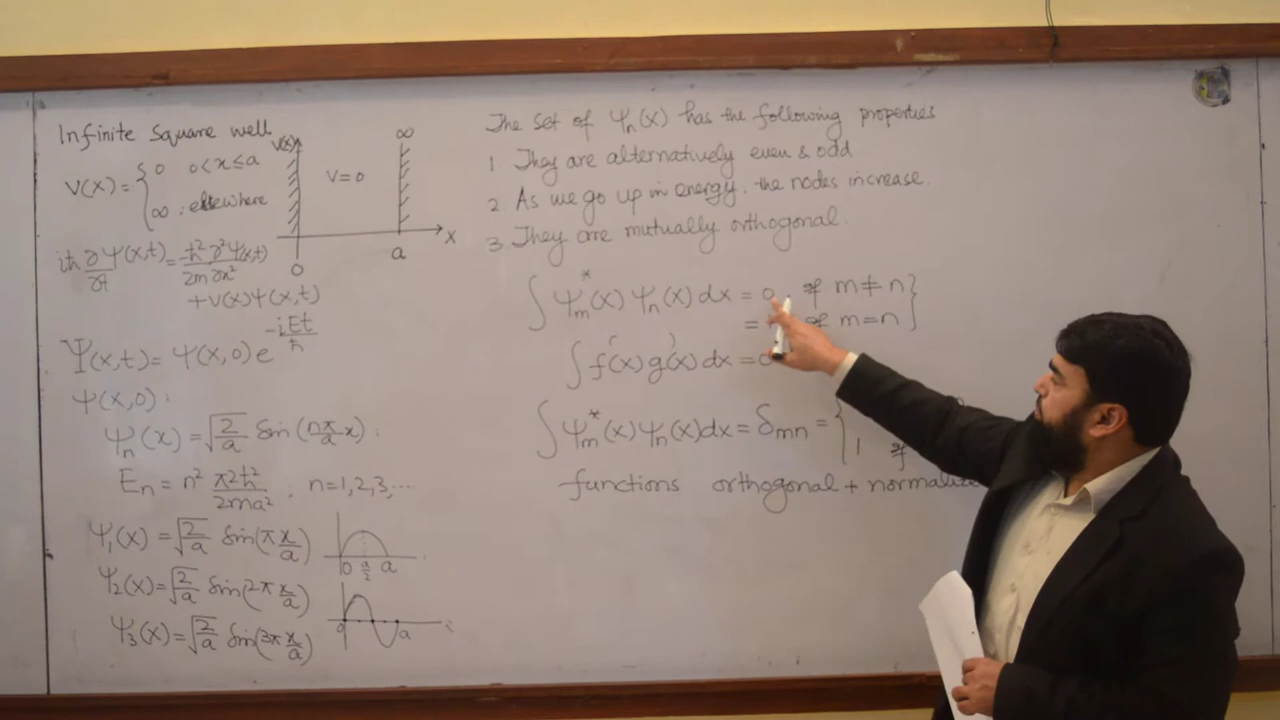 Infinite Square well
V(x) = { 0 0 < x ≤ a
∞ : elsewhere
V(x)
∞
V = 0
x
0
a
iħ ∂/∂t Ψ(x,t) = -ħ²/2m ∂²Ψ(x,t)/∂x²
+ V(x)Ψ(x,t)
Ψ(x,t) = Ψ(x,0) e^(-iEt/ħ)
Ψ(x,0) :
Ψn(x) = √(2/a) Sin (nπ/a x) :
En = n² π²ħ²/2ma² , n = 1,2,3,...
Ψ1(x) = √(2/a) Sin(π x/a)
0 a/2 a
Ψ2(x) = √(2/a) Sin(2π x/a)
0 a
Ψ3(x) = √(2/a) Sin(3π x/a)
The set of Ψn(x) has the following properties
1. They are alternatively even & odd
2. As we go up in energy, the nodes increase.
3. They are mutually orthogonal.
∫ Ψm*(x) Ψn(x) dx = 0 if m ≠ n }
= if m = n
∫ f(x) g(x) dx = 0
∫ Ψm*(x) Ψn(x) dx = δmn = {
1 if
functions orthogonal + normalize